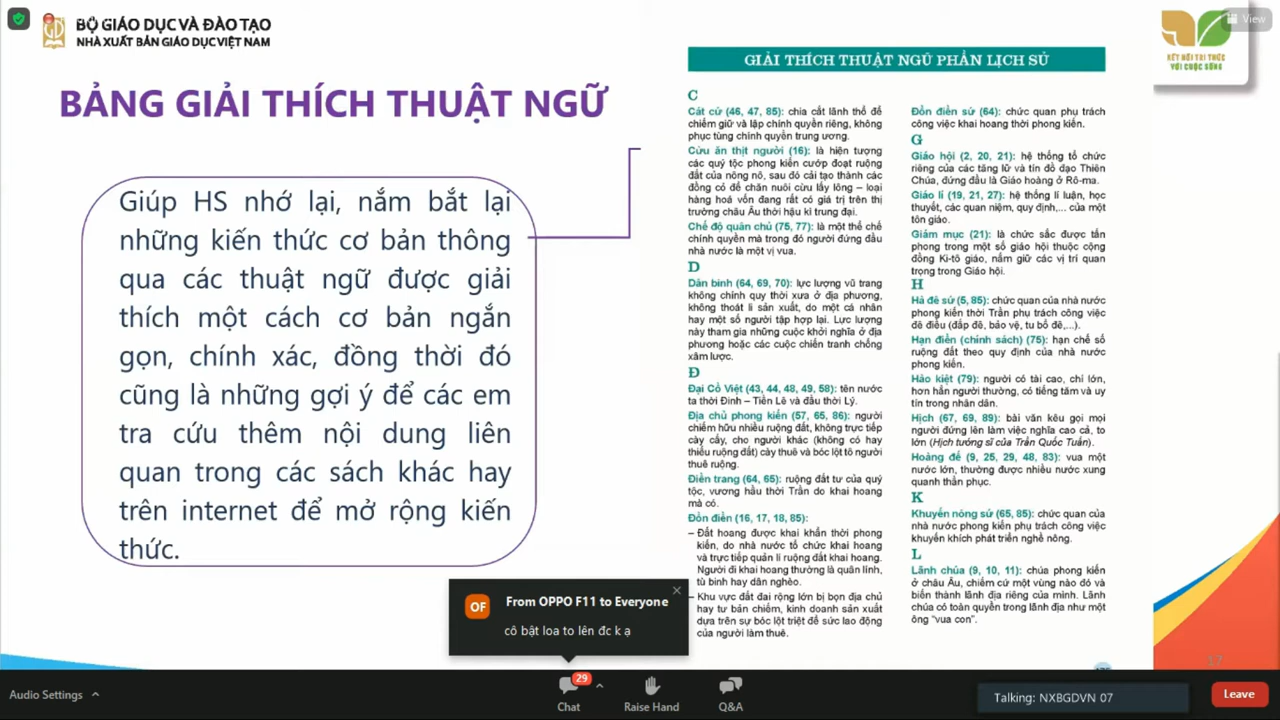 BỘ GIÁO DỤC VÀ ĐÀO TẠO
NHÀ XUẤT BẢN GIÁO DỤC VIỆT NAM
View
KẾT NỐI TRI THỨC
VỚI CUỘC SỐNG
BẢNG GIẢI THÍCH THUẬT NGỮ
Giúp HS nhớ lại, nắm bắt lại
những kiến thức cơ bản thông
qua các thuật ngữ được giải
thích một cách cơ bản ngắn
gọn, chính xác, đồng thời đó
cũng là những gợi ý để các em
tra cứu thêm nội dung liên
quan trong các sách khác hay
trên internet để mở rộng kiến
thức.
GIẢI THÍCH THUẬT NGỮ PHẦN LỊCH SỬ
C
Cát cứ (46, 47, 85): chia cắt lãnh thổ để
chiếm giữ và lập chính quyền riêng, không
phục tùng chính quyền trung ương.
Cừu ăn thịt người (16): là hiện tượng
các quý tộc phong kiến cướp đoạt ruộng
đất của nông nô, sau đó cải tạo thành các
đồng cỏ để chăn nuôi cừu lấy lông – loại
hàng hoá vốn đang rất có giá trị trên thị
trường châu Âu thời hậu kì trung đại.
Chế độ quân chủ (75, 77): là một thể chế
chính quyền mà trong đó người đứng đầu
nhà nước là một vị vua.
D
Dân binh (64, 69, 70): lực lượng vũ trang
không chính quy thời xưa ở địa phương,
không thoát li sản xuất, do một cá nhân
hay một số người tập hợp lại. Lực lượng
này tham gia những cuộc khởi nghĩa ở địa
phương hoặc các cuộc chiến tranh chống
xâm lược.
Đ
Đại Cồ Việt (43, 44, 48, 49, 58): tên nước
ta thời Đinh – Tiền Lê và đầu thời Lý.
Địa chủ phong kiến (57, 65, 86): người
chiếm hữu nhiều ruộng đất, không trực tiếp
cày cấy, cho người khác (không có hay
thiếu ruộng đất) cày thuê và bóc lột tô người
thuê ruộng.
Điền trang (64, 65): ruộng đất tư của quý
tộc, vương hầu thời Trần do khai hoang
mà có.
Đồn điền (16, 17, 18, 85):
– Đất hoang được khai khẩn thời phong
kiến, do nhà nước tổ chức khai hoang
và trực tiếp quản lí ruộng đất khai hoang.
Người đi khai hoang thường là quân lính,
tù binh hay dân nghèo.
– Khu vực đất đai rộng lớn bị bọn địa chủ
hay tư bản chiếm, kinh doanh sản xuất
dựa trên sự bóc lột triệt để sức lao động
của người làm thuê.
Đồn điền sứ (64): chức quan phụ trách
công việc khai hoang thời phong kiến.
G
Giáo hội (2, 20, 21): hệ thống tổ chức
riêng của các tăng lữ và tín đồ đạo Thiên
Chúa, đứng đầu là Giáo hoàng ở Rô-ma.
Giáo lí (19, 21, 27): hệ thống lí luận, học
thuyết, các quan niệm, quy định,... của một
tôn giáo.
Giám mục (21): là chức sắc được tấn
phong trong một số giáo hội thuộc cộng
đồng Ki-tô giáo, nắm giữ các vị trí quan
trọng trong Giáo hội.
H
Hà đê sứ (5, 85): chức quan của nhà nước
phong kiến thời Trần phụ trách công việc
đê điều (đắp đê, bảo vệ, tu bổ đê,...).
Hạn điền (chính sách) (75): hạn chế số
ruộng đất theo quy định của nhà nước
phong kiến.
Hào kiệt (79): người có tài cao, chí lớn,
hơn hẳn người thường, có tiếng tăm và uy
tín trong nhân dân.
Hịch (67, 69, 89): bài văn kêu gọi mọi
người đứng lên làm việc nghĩa cao cả, to
lớn (Hịch tướng sĩ của Trần Quốc Tuấn).
Hoàng đế (9, 25, 29, 48, 83): vua một
nước lớn, thường được nhiều nước xung
quanh thần phục.
K
Khuyến nông sứ (65, 85): chức quan của
nhà nước phong kiến phụ trách công việc
khuyến khích phát triển nghề nông.
L
Lãnh chúa (9, 10, 11): chúa phong kiến
ở châu Âu, chiếm cứ một vùng nào đó và
biến thành lãnh địa riêng của mình. Lãnh
chúa có toàn quyền trong lãnh địa như một
ông "vua con".
17
OF
From OPPO F11 to Everyone
cô bật loa to lên đc k ạ
Audio Settings
29
Chat
Raise Hand
Q&A
Talking: NXBGDVN 07
Leave